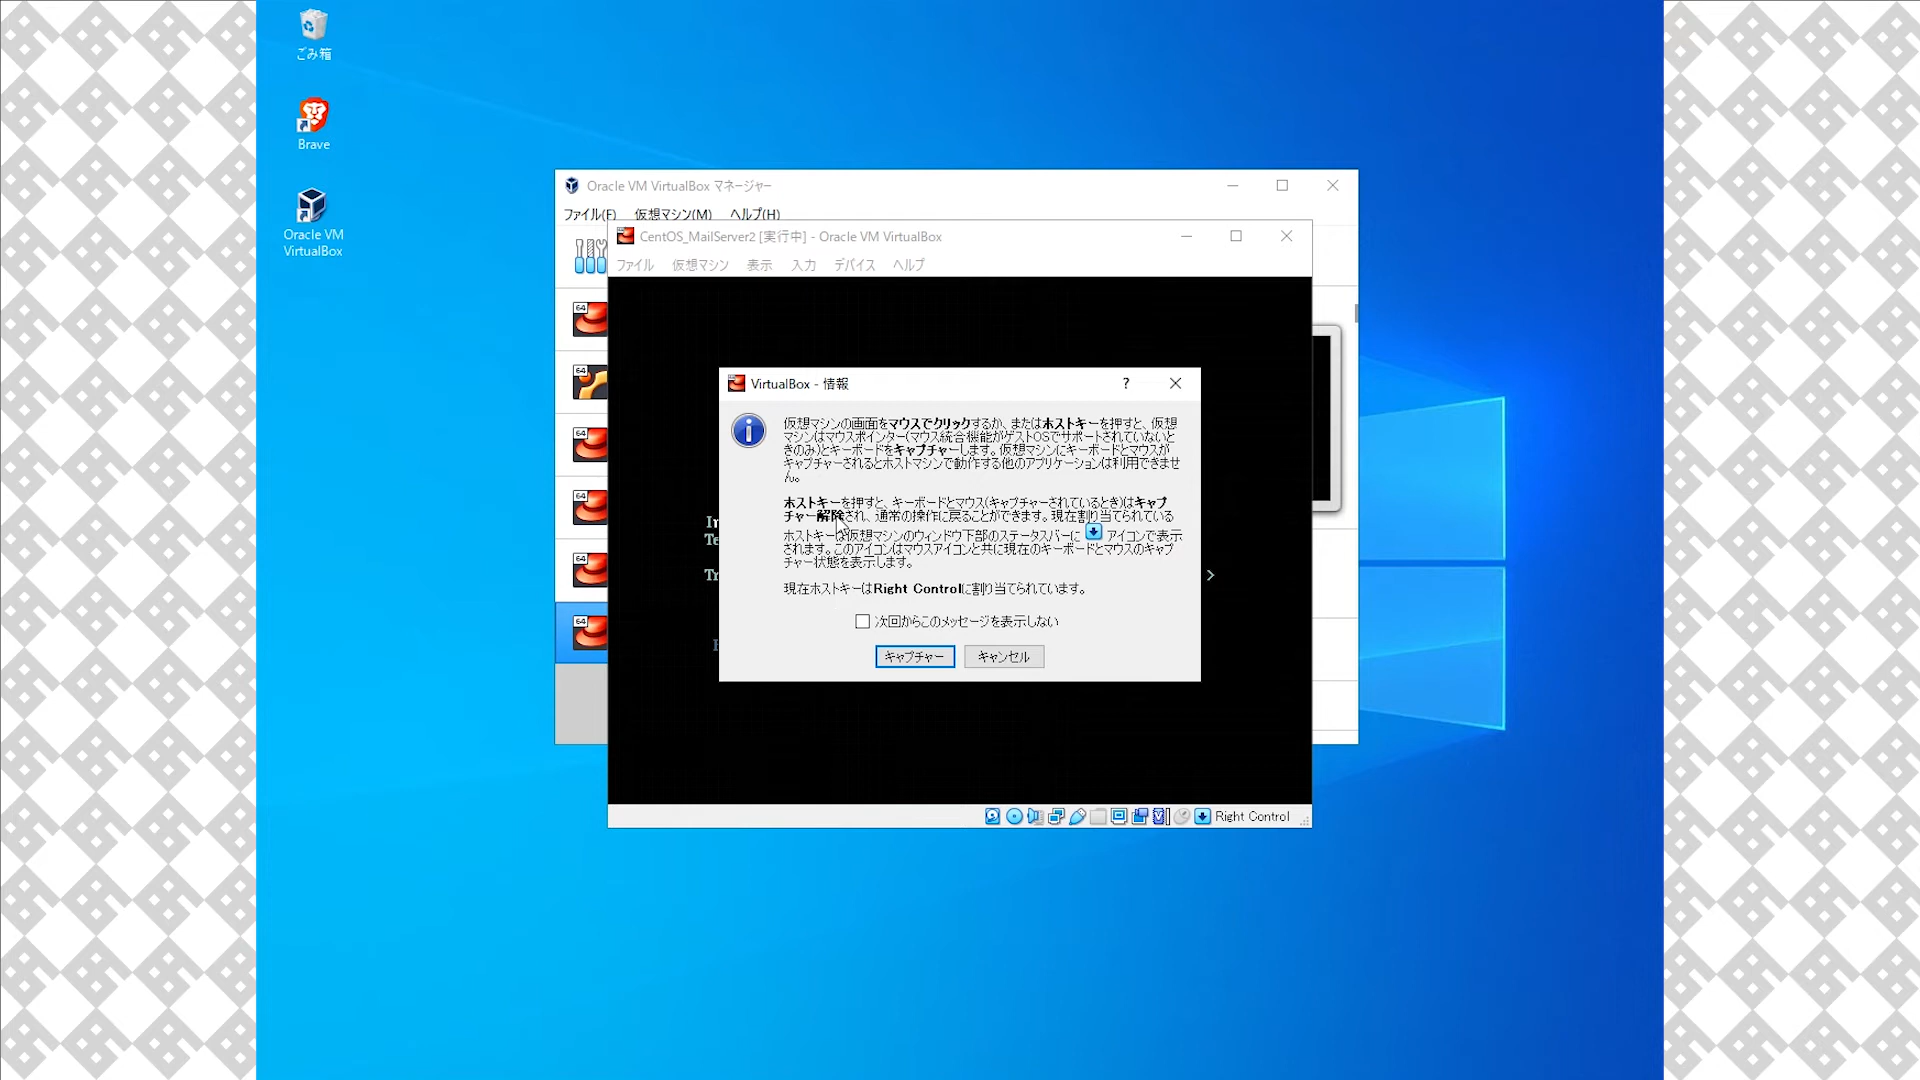 ごみ箱
Brave
Oracle VM
VirtualBox
Oracle VM VirtualBox マネージャー
ファイル(F) 仮想マシン(M) ヘルプ(H)
CentOS_MailServer2 [実行中] - Oracle VM VirtualBox
ファイル 仮想マシン 表示 入力 デバイス ヘルプ
64
64
64
64
64
64
VirtualBox - 情報
?
仮想マシンの画面をマウスでクリックするか、またはホストキーを押すと、仮想
マシンはマウスポインター(マウス統合機能がゲストOSでサポートされていないと
きのみ)とキーボードをキャプチャーします。仮想マシンにキーボードとマウスが
キャプチャーされるとホストマシンで動作する他のアプリケーションは利用できませ
ん。
ホストキーを押すと、キーボードとマウス(キャプチャーされているとき)はキャプ
チャー解除され、通常の操作に戻ることができます。現在割り当てられている
ホストキーは仮想マシンのウィンドウ下部のステータスバーに アイコンで表示
されます。このアイコンはマウスアイコンと共に現在のキーボードとマウスのキャプ
チャー状態を表示します。
現在ホストキーはRight Controlに割り当てられています。
次回からこのメッセージを表示しない
キャプチャー キャンセル
In
Te
Tr
Right Control